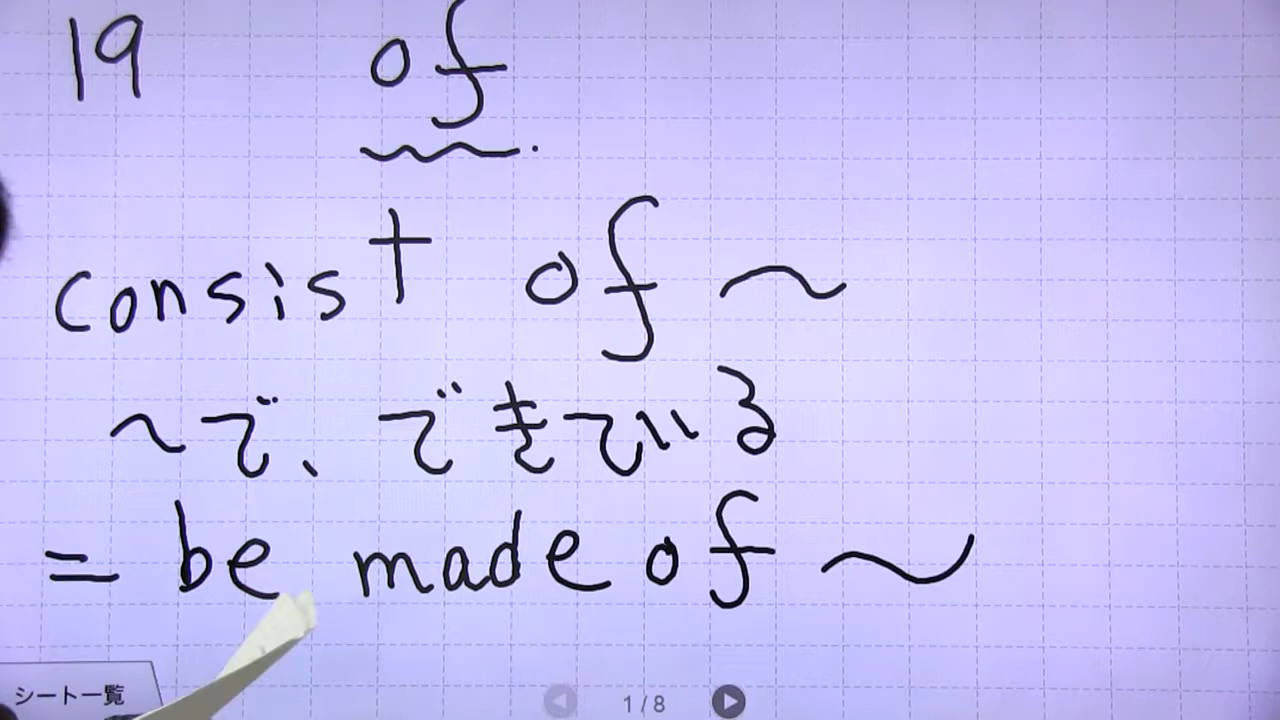 19 of
consist of ～
～で、できている
= be made of ～
シート一覧
1/8